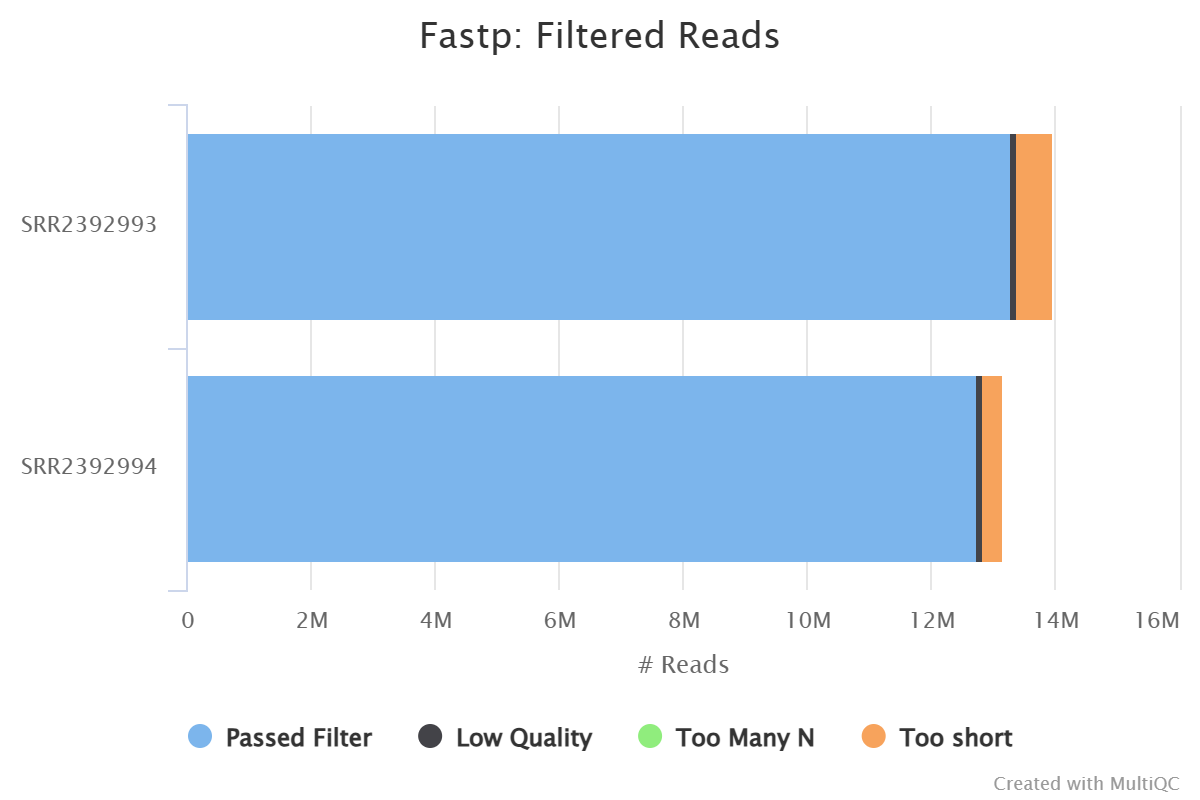 Fastp: Filtered Reads
SRR2392993
SRR2392994
0 2M 4M 6M 8M 10M 12M 14M 16M
# Reads
Passed Filter Low Quality Too Many N Too short
Created with MultiQC